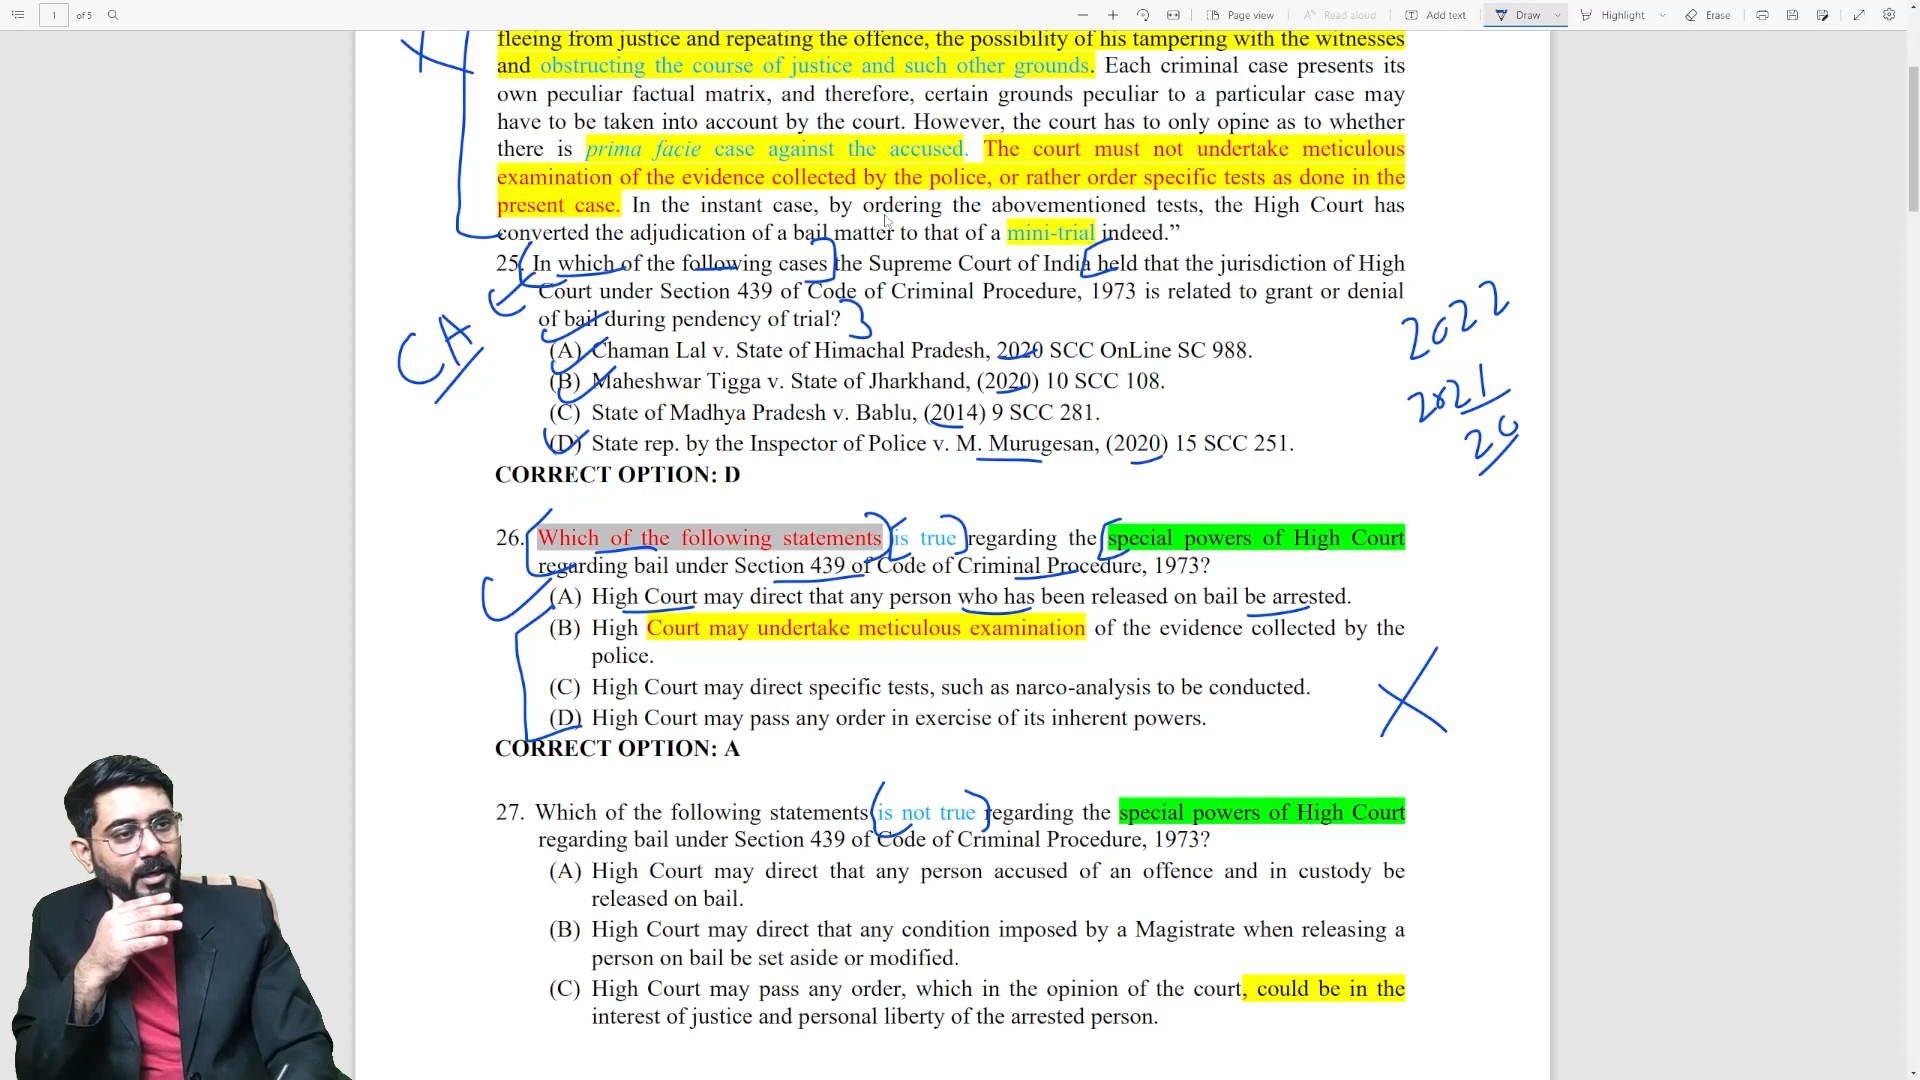 1 of 5 Page view Read aloud Add text Draw Highlight Erase
fleeing from justice and repeating the offence, the possibility of his tampering with the witnesses
and obstructing the course of justice and such other grounds. Each criminal case presents its
own peculiar factual matrix, and therefore, certain grounds peculiar to a particular case may
have to be taken into account by the court. However, the court has to only opine as to whether
there is prima facie case against the accused. The court must not undertake meticulous
examination of the evidence collected by the police, or rather order specific tests as done in the
present case. In the instant case, by ordering the abovementioned tests, the High Court has
converted the adjudication of a bail matter to that of a mini-trial indeed.”
25. In which of the following cases the Supreme Court of India held that the jurisdiction of High
Court under Section 439 of Code of Criminal Procedure, 1973 is related to grant or denial
of bail during pendency of trial?
(A) Chaman Lal v. State of Himachal Pradesh, 2020 SCC OnLine SC 988.
(B) Maheshwar Tigga v. State of Jharkhand, (2020) 10 SCC 108.
(C) State of Madhya Pradesh v. Bablu, (2014) 9 SCC 281.
(D) State rep. by the Inspector of Police v. M. Murugesan, (2020) 15 SCC 251.
CORRECT OPTION: D
CA
2022
2021
20
26. Which of the following statements is true regarding the special powers of High Court
regarding bail under Section 439 of Code of Criminal Procedure, 1973?
(A) High Court may direct that any person who has been released on bail be arrested.
(B) High Court may undertake meticulous examination of the evidence collected by the
police.
(C) High Court may direct specific tests, such as narco-analysis to be conducted.
(D) High Court may pass any order in exercise of its inherent powers.
CORRECT OPTION: A
27. Which of the following statements is not true regarding the special powers of High Court
regarding bail under Section 439 of Code of Criminal Procedure, 1973?
(A) High Court may direct that any person accused of an offence and in custody be
released on bail.
(B) High Court may direct that any condition imposed by a Magistrate when releasing a
person on bail be set aside or modified.
(C) High Court may pass any order, which in the opinion of the court, could be in the
interest of justice and personal liberty of the arrested person.